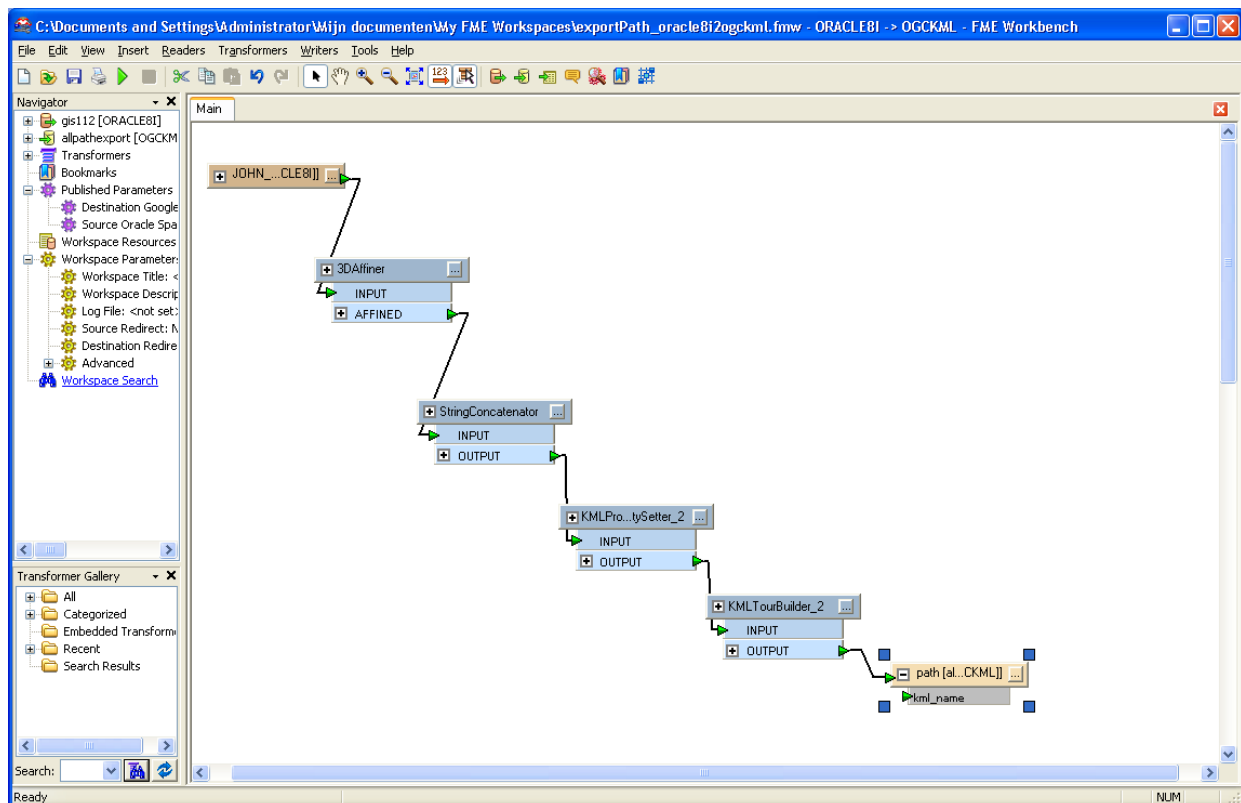 C:\Documents and Settings\Administrator\Mijn documenten\My FME Workspaces\exportPath_oracle8i2ogckml.fmw - ORACLE8I -> OGCKML - FME Workbench
File Edit View Insert Readers Transformers Writers Tools Help
123
Navigator
gis112 [ORACLE8I]
allpathexport [OGCKM
Transformers
Bookmarks
Published Parameters
Destination Google
Source Oracle Spa
Workspace Resources
Workspace Parameter:
Workspace Title: <
Workspace Descrip
Log File: <not set:
Source Redirect: N
Destination Redire
Advanced
Workspace Search
Transformer Gallery
All
Categorized
Embedded Transform
Recent
Search Results
Search:
Ready
Main
JOHN_...CLE8I]] ...
3DAffiner ...
INPUT
AFFINED
StringConcatenator ...
INPUT
OUTPUT
KMLPro...tySetter_2 ...
INPUT
OUTPUT
KMLTourBuilder_2 ...
INPUT
OUTPUT
path [al...CKML]] ...
kml_name
NUM